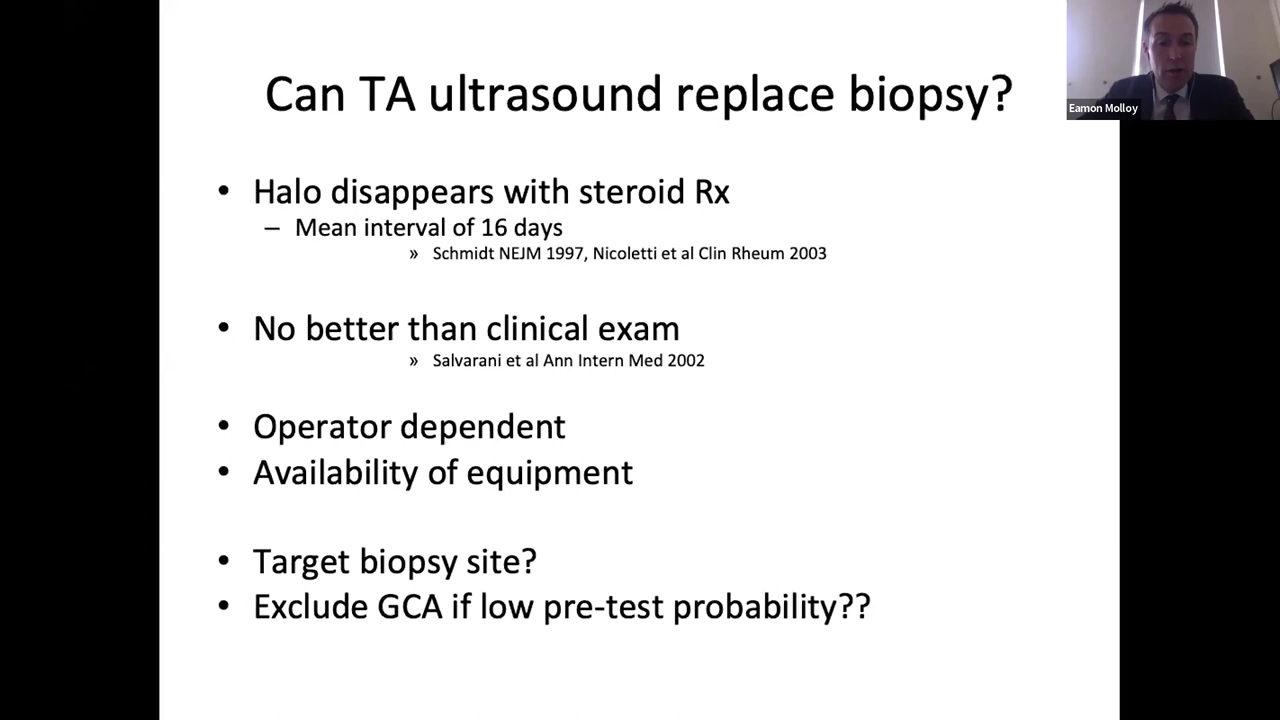 Can TA ultrasound replace biopsy?
Eamon Molloy
• Halo disappears with steroid Rx
– Mean interval of 16 days
» Schmidt NEJM 1997, Nicoletti et al Clin Rheum 2003
• No better than clinical exam
» Salvarani et al Ann Intern Med 2002
• Operator dependent
• Availability of equipment
• Target biopsy site?
• Exclude GCA if low pre-test probability??